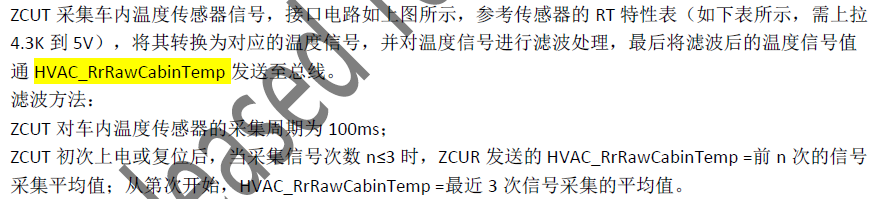 ZCUT 采集车内温度传感器信号，接口电路如上图所示，参考传感器的 RT 特性表（如下表所示，需上拉
4.3K 到 5V），将其转换为对应的温度信号，并对温度信号进行滤波处理，最后将滤波后的温度信号值
通 HVAC_RrRawCabinTemp 发送至总线。
滤波方法：
ZCUT 对车内温度传感器的采集周期为 100ms；
ZCUT 初次上电或复位后，当采集信号次数 n≤3 时，ZCUR 发送的 HVAC_RrRawCabinTemp =前 n 次的信号
采集平均值；从第次开始，HVAC_RrRawCabinTemp =最近 3 次信号采集的平均值。